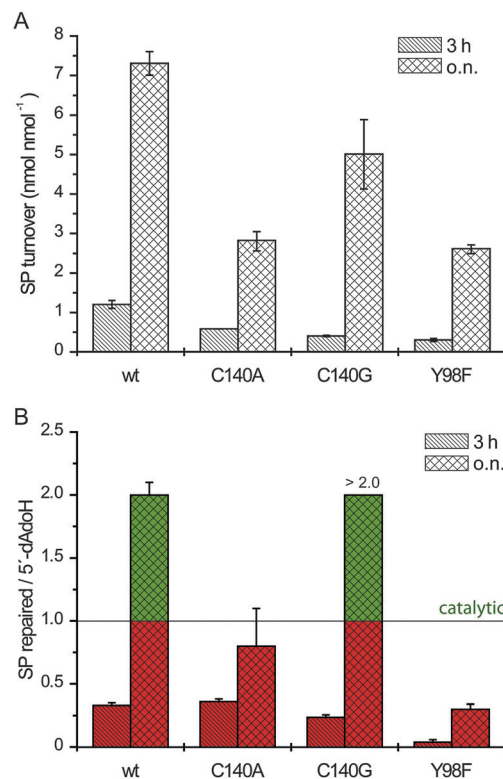 A
3 h
o.n.
SP turnover (nmol nmol⁻¹)
8
7
6
5
4
3
2
1
0
wt
C140A
C140G
Y98F
B
3 h
o.n.
SP repaired / 5´-dAdoH
2.5
2.0
1.5
1.0
0.5
0
> 2.0
catalytic
wt
C140A
C140G
Y98F